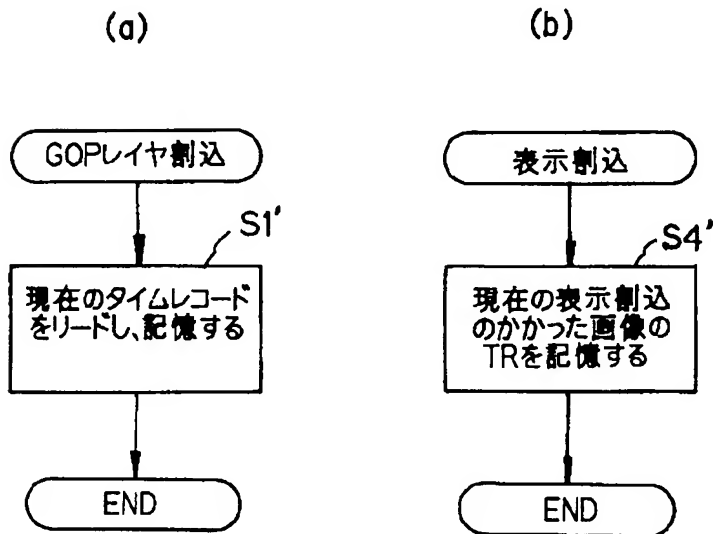 (a)
GOPレイヤ割込
S1'
現在のタイムレコード
をリードし、記憶する
END
(b)
表示割込
S4'
現在の表示割込
のかかった画像の
TRを記憶する
END